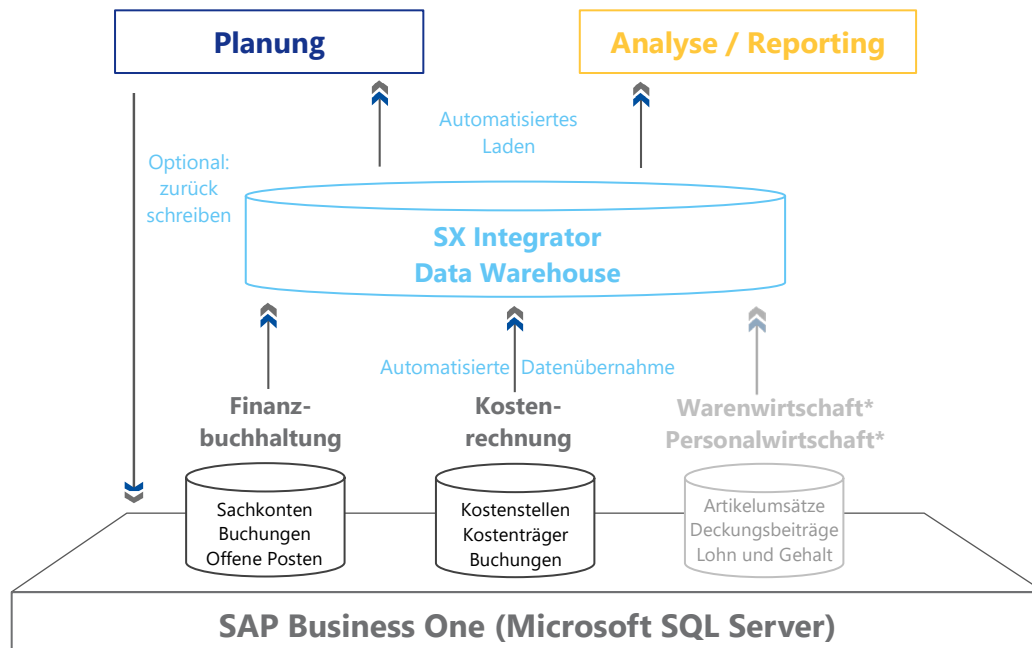 Planung
Analyse / Reporting
Automatisiertes
Laden
Optional:
zurück
schreiben
SX Integrator
Data Warehouse
Automatisierte Datenübernahme
Finanz-
buchhaltung
Kosten-
rechnung
Warenwirtschaft*
Personalwirtschaft*
Sachkonten
Buchungen
Offene Posten
Kostenstellen
Kostenträger
Buchungen
Artikelumsätze
Deckungsbeiträge
Lohn und Gehalt
SAP Business One (Microsoft SQL Server)